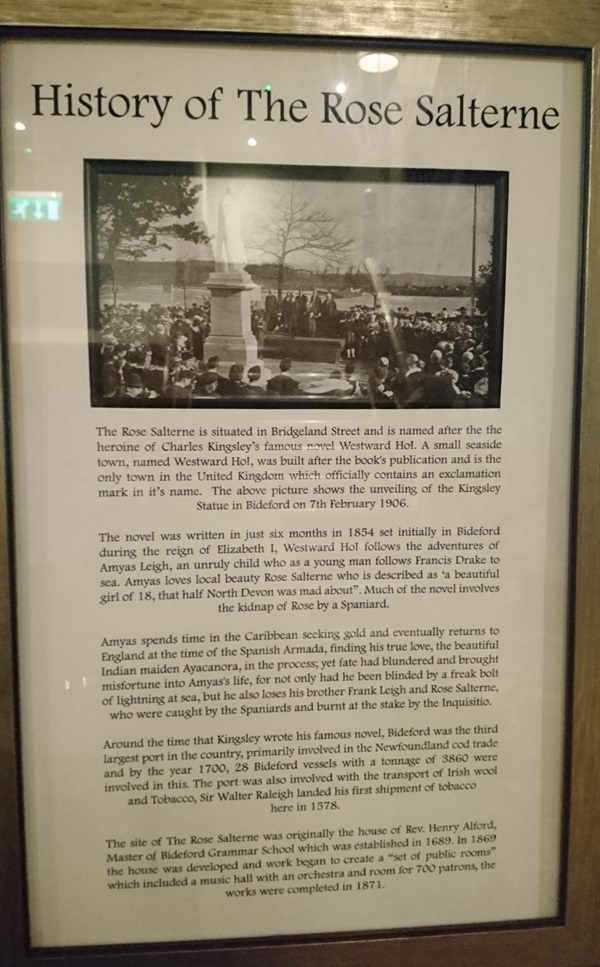 History of The Rose Salterne
The Rose Salterne is situated in Bridgeland Street and is named after the the
heroine of Charles Kingsley's famous novel Westward Ho!. A small seaside
town, named Westward Ho!, was built after the book's publication and is the
only town in the United Kingdom which officially contains an exclamation
mark in it's name. The above picture shows the unveiling of the Kingsley
Statue in Bideford on 7th February 1906.
The novel was written in just six months in 1854 set initially in Bideford
during the reign of Elizabeth I, Westward Ho! follows the adventures of
Amyas Leigh, an unruly child who as a young man follows Francis Drake to
sea. Amyas loves local beauty Rose Salterne who is described as 'a beautiful
girl of 18, that half North Devon was mad about". Much of the novel involves
the kidnap of Rose by a Spaniard.
Amyas spends time in the Caribbean seeking gold and eventually returns to
England at the time of the Spanish Armada, finding his true love, the beautiful
Indian maiden Ayacanora, in the process; yet fate had blundered and brought
misfortune into Amyas's life, for not only had he been blinded by a freak bolt
of lightning at sea, but he also loses his brother Frank Leigh and Rose Salterne,
who were caught by the Spaniards and burnt at the stake by the Inquisitio.
Around the time that Kingsley wrote his famous novel, Bideford was the third
largest port in the country, primarily involved in the Newfoundland cod trade
and by the year 1700, 28 Bideford vessels with a tonnage of 3860 were
involved in this. The port was also involved with the transport of Irish wool
and Tobacco, Sir Walter Raleigh landed his first shipment of tobacco
here in 1578.
The site of The Rose Salterne was originally the house of Rev. Henry Alford,
Master of Bideford Grammar School which was established in 1689. In 1869
the house was developed and work began to create a "set of public rooms"
which included a music hall with an orchestra and room for 700 patrons, the
works were completed in 1871.